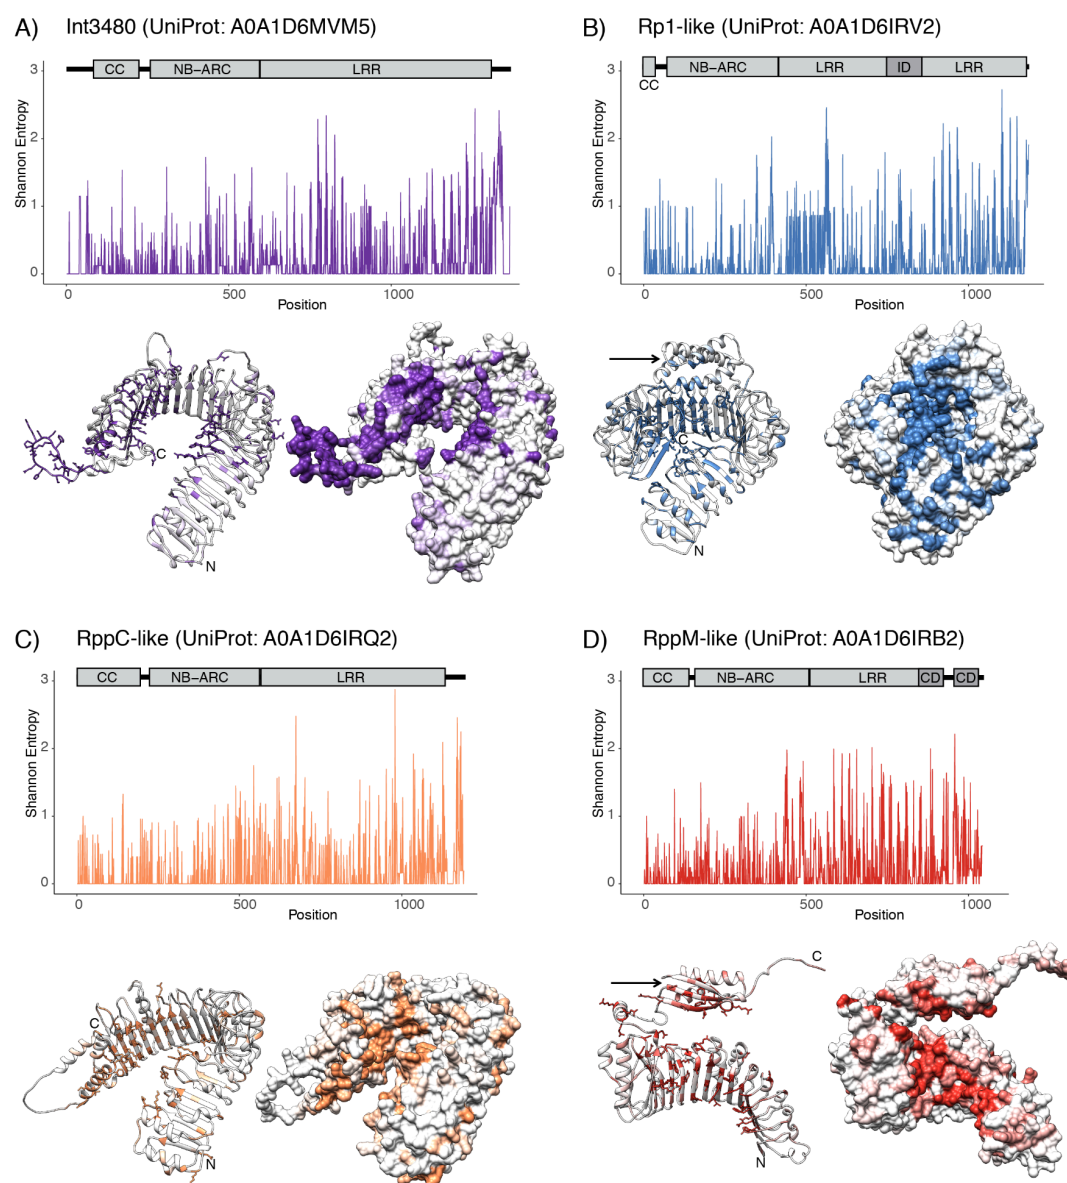 A) Int3480 (UniProt: A0A1D6MVM5)
CC NB−ARC LRR
Shannon Entropy
3
2
1
0
0 500 1000
Position
C
N
B) Rp1-like (UniProt: A0A1D6IRV2)
NB−ARC LRR ID LRR
CC
Shannon Entropy
3
2
1
0
0 500 1000
Position
C
N
C) RppC-like (UniProt: A0A1D6IRQ2)
CC NB−ARC LRR
Shannon Entropy
3
2
1
0
0 500 1000
Position
C
N
D) RppM-like (UniProt: A0A1D6IRB2)
CC NB−ARC LRR CD CD
Shannon Entropy
3
2
1
0
0 500 1000
Position
C
N